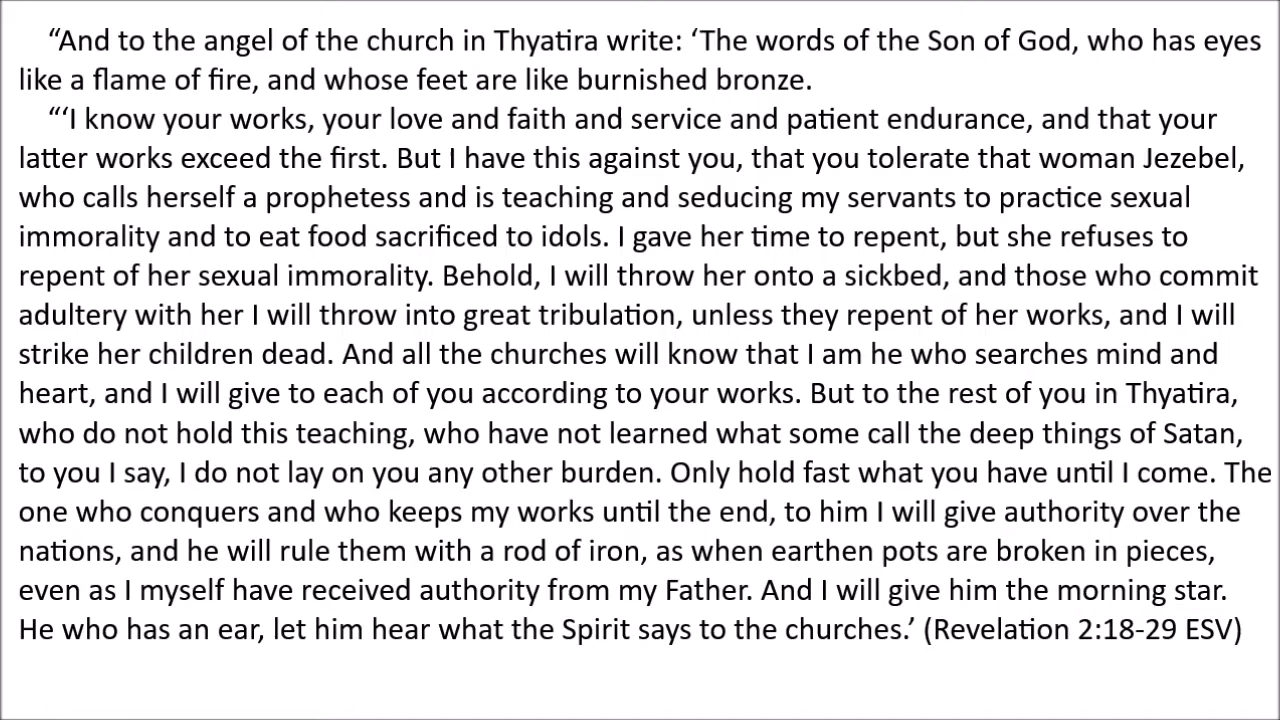 “And to the angel of the church in Thyatira write: ‘The words of the Son of God, who has eyes
like a flame of fire, and whose feet are like burnished bronze.
“‘I know your works, your love and faith and service and patient endurance, and that your
latter works exceed the first. But I have this against you, that you tolerate that woman Jezebel,
who calls herself a prophetess and is teaching and seducing my servants to practice sexual
immorality and to eat food sacrificed to idols. I gave her time to repent, but she refuses to
repent of her sexual immorality. Behold, I will throw her onto a sickbed, and those who commit
adultery with her I will throw into great tribulation, unless they repent of her works, and I will
strike her children dead. And all the churches will know that I am he who searches mind and
heart, and I will give to each of you according to your works. But to the rest of you in Thyatira,
who do not hold this teaching, who have not learned what some call the deep things of Satan,
to you I say, I do not lay on you any other burden. Only hold fast what you have until I come. The
one who conquers and who keeps my works until the end, to him I will give authority over the
nations, and he will rule them with a rod of iron, as when earthen pots are broken in pieces,
even as I myself have received authority from my Father. And I will give him the morning star.
He who has an ear, let him hear what the Spirit says to the churches.’ (Revelation 2:18-29 ESV)